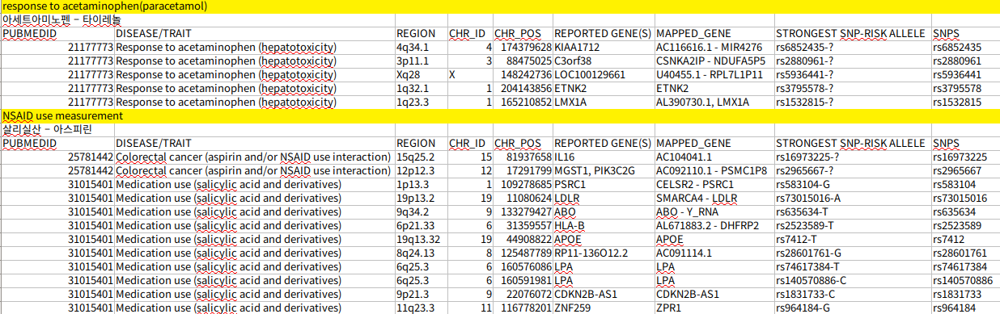 response to acetaminophen(paracetamol)
아세트아미노펜 - 타이레놀
PUBMEDID DISEASE/TRAIT REGION CHR_ID CHR_POS REPORTED GENE(S) MAPPED_GENE STRONGEST SNP-RISK ALLELE SNPS
21177773 Response to acetaminophen (hepatotoxicity) 4q34.1 4 174379628 KIAA1712 AC116616.1 - MIR4276 rs6852435-? rs6852435
21177773 Response to acetaminophen (hepatotoxicity) 3p11.1 3 88475025 C3orf38 CSNKA2IP - NDUFA5P5 rs2880961-? rs2880961
21177773 Response to acetaminophen (hepatotoxicity) Xq28 X 148242736 LOC100129661 U40455.1 - RPL7L1P11 rs5936441-? rs5936441
21177773 Response to acetaminophen (hepatotoxicity) 1q32.1 1 204143856 ETNK2 ETNK2 rs3795578-? rs3795578
21177773 Response to acetaminophen (hepatotoxicity) 1q23.3 1 165210852 LMX1A AL390730.1, LMX1A rs1532815-? rs1532815
NSAID use measurement
살리실산 - 아스피린
PUBMEDID DISEASE/TRAIT REGION CHR_ID CHR_POS REPORTED GENE(S) MAPPED_GENE STRONGEST SNP-RISK ALLELE SNPS
25781442 Colorectal cancer (aspirin and/or NSAID use interaction) 15q25.2 15 81937658 IL16 AC104041.1 rs16973225-? rs16973225
25781442 Colorectal cancer (aspirin and/or NSAID use interaction) 12p12.3 12 17291799 MGST1, PIK3C2G AC092110.1 - PSMC1P8 rs2965667-? rs2965667
31015401 Medication use (salicylic acid and derivatives) 1p13.3 1 109278685 PSRC1 CELSR2 - PSRC1 rs583104-G rs583104
31015401 Medication use (salicylic acid and derivatives) 19p13.2 19 11080624 LDLR SMARCA4 - LDLR rs73015016-A rs73015016
31015401 Medication use (salicylic acid and derivatives) 9q34.2 9 133279427 ABO ABO - Y_RNA rs635634-T rs635634
31015401 Medication use (salicylic acid and derivatives) 6p21.33 6 31359557 HLA-B AL671883.2 - DHFRP2 rs2523589-T rs2523589
31015401 Medication use (salicylic acid and derivatives) 19q13.32 19 44908822 APOE APOE rs7412-T rs7412
31015401 Medication use (salicylic acid and derivatives) 8q24.13 8 125487789 RP11-136O12.2 AC091114.1 rs28601761-G rs28601761
31015401 Medication use (salicylic acid and derivatives) 6q25.3 6 160576086 LPA LPA rs74617384-T rs74617384
31015401 Medication use (salicylic acid and derivatives) 6q25.3 6 160591981 LPA LPA rs140570886-C rs140570886
31015401 Medication use (salicylic acid and derivatives) 9p21.3 9 22076072 CDKN2B-AS1 CDKN2B-AS1 rs1831733-C rs1831733
31015401 Medication use (salicylic acid and derivatives) 11q23.3 11 116778201 ZNF259 ZPR1 rs964184-G rs964184